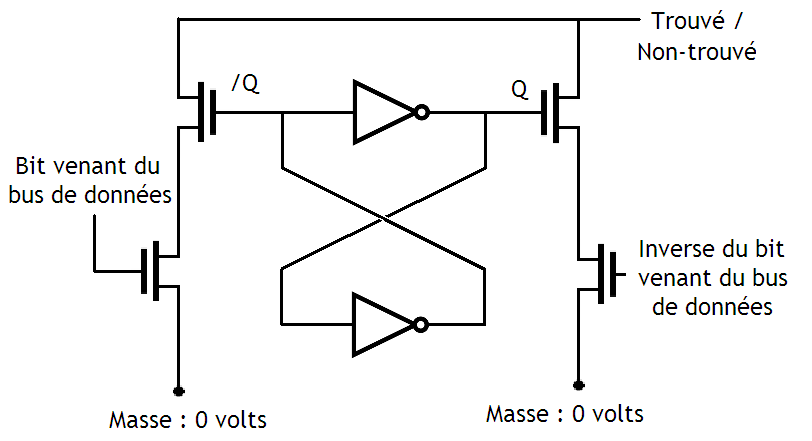 Trouvé /
Non-trouvé
/Q
Q
Bit venant du
bus de données
Inverse du bit
venant du bus
de données
Masse : 0 volts
Masse : 0 volts